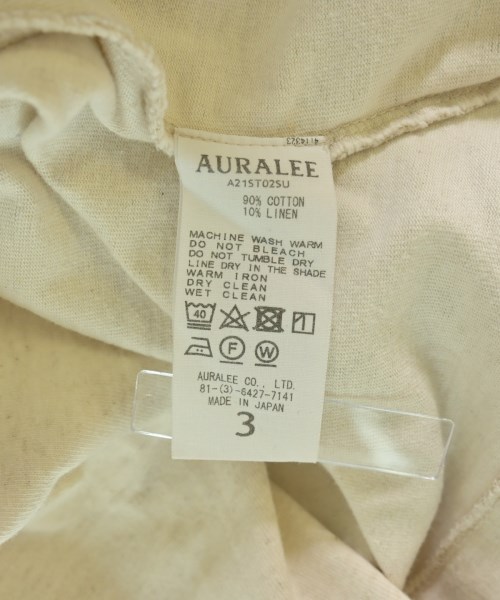 AURALEE
A21ST02SU
90% COTTON
10% LINEN
MACHINE WASH WARM
DO NOT BLEACH
DO NOT TUMBLE DRY
LINE DRY IN THE SHADE
WARM IRON
DRY CLEAN
WET CLEAN
40
F W
AURALEE CO., LTD.
81-(3)-6427-7141
MADE IN JAPAN
3